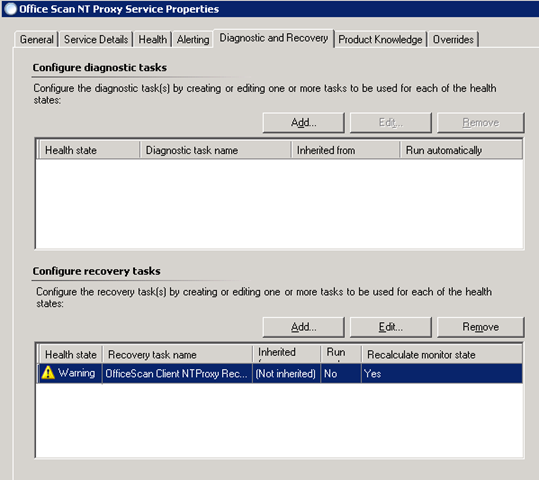 Office Scan NT Proxy Service Properties
General Service Details Health Alerting Diagnostic and Recovery Product Knowledge Overrides
Configure diagnostic tasks
Configure the diagnostic task(s) by creating or editing one or more tasks to be used for each of the health
states:
Add... Edit... Remove
Health state Diagnostic task name Inherited from Run automatically
Configure recovery tasks
Configure the recovery task(s) by creating or editing one or more tasks to be used for each of the health
states:
Add... Edit... Remove
Health state Recovery task name Inherited Run Recalculate monitor state
Warning OfficeScan Client NTProxy Rec... (Not inherited) No Yes